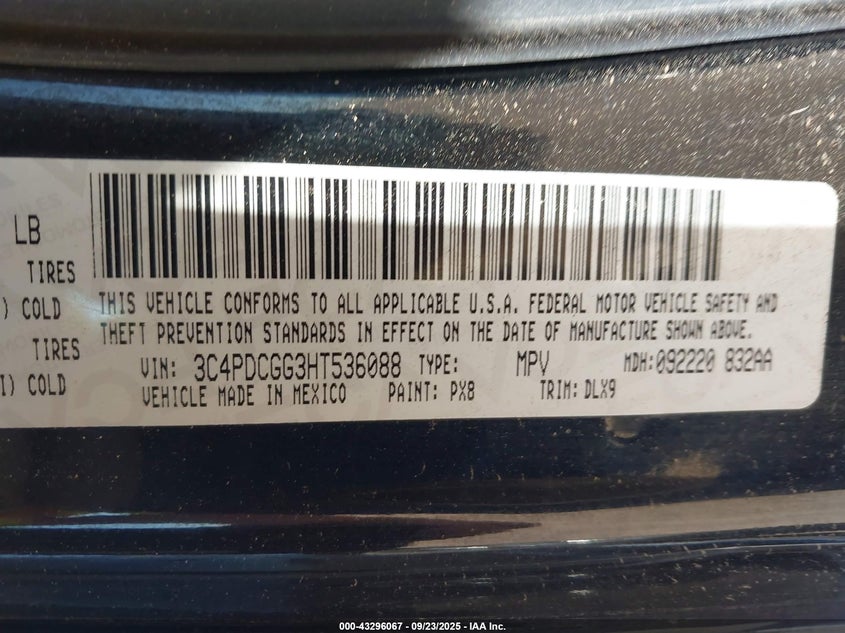 LB
TIRES
) COLD
TIRES
I) COLD
THIS VEHICLE CONFORMS TO ALL APPLICABLE U.S.A. FEDERAL MOTOR VEHICLE SAFETY AND
THEFT PREVENTION STANDARDS IN EFFECT ON THE DATE OF MANUFACTURE SHOWN ABOVE.
VIN: 3C4PDCGG3HT536088 TYPE: MPV MDH: 092220 832AA
VEHICLE MADE IN MEXICO PAINT: PX8 TRIM: DLX9
000-43296067 - 09/23/2025 - IAA Inc.